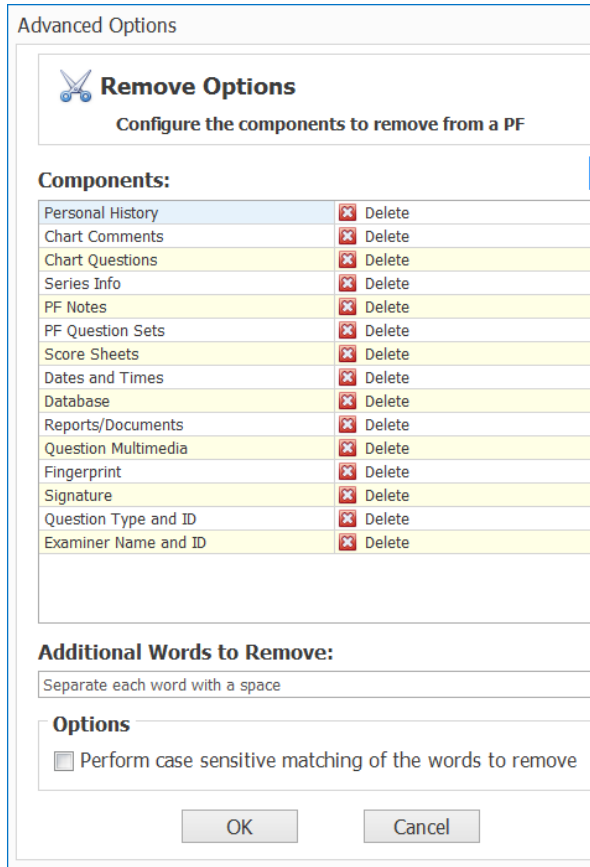 Advanced Options
Remove Options
Configure the components to remove from a PF
Components:
Personal History Delete
Chart Comments Delete
Chart Questions Delete
Series Info Delete
PF Notes Delete
PF Question Sets Delete
Score Sheets Delete
Dates and Times Delete
Database Delete
Reports/Documents Delete
Question Multimedia Delete
Fingerprint Delete
Signature Delete
Question Type and ID Delete
Examiner Name and ID Delete
Additional Words to Remove:
Separate each word with a space
Options
Perform case sensitive matching of the words to remove
OK Cancel